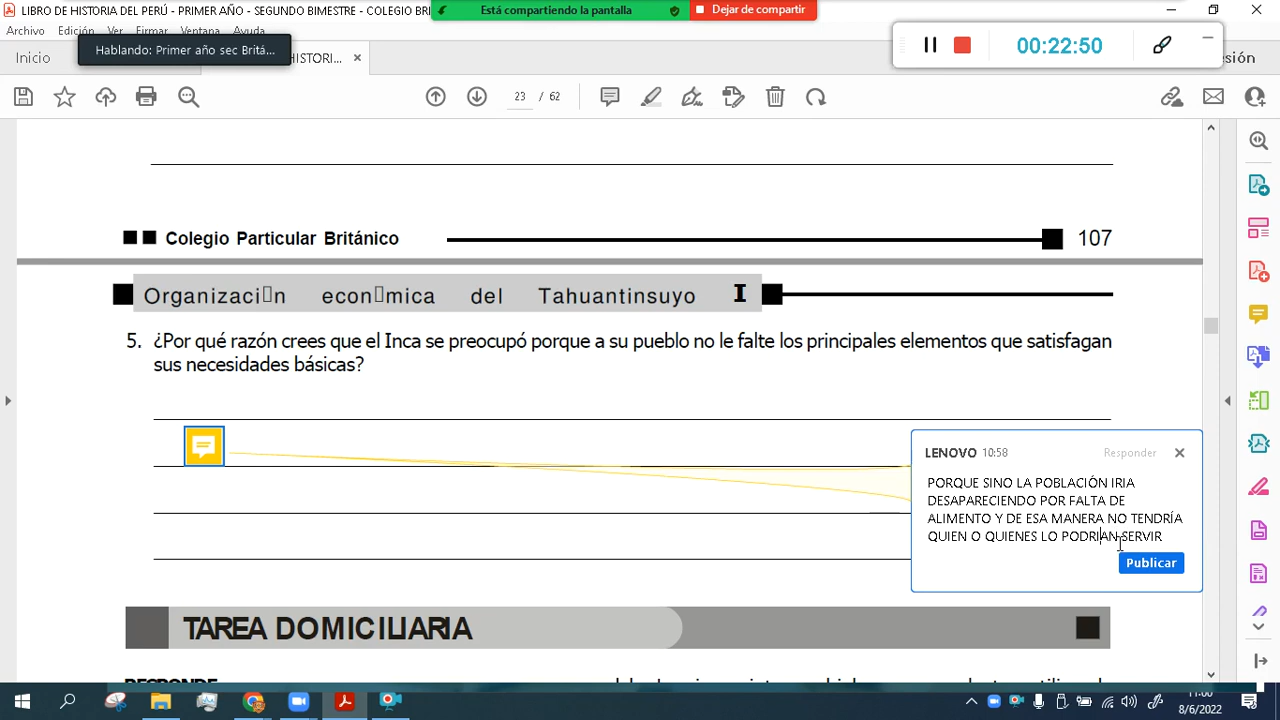 LIBRO DE HISTORIA DEL PERÚ - PRIMER AÑO - SEGUNDO BIMESTRE - COLEGIO BRI
Está compartiendo la pantalla
Dejar de compartir
Archivo Edición Ver Firmar Ventana Ayuda
Hablando: Primer año sec Britá...
00:22:50
Inicio
HISTORI...
esión
23 / 62
Colegio Particular Británico 107
Organizaci▯n econ▯mica del Tahuantinsuyo
5. ¿Por qué razón crees que el Inca se preocupó porque a su pueblo no le falte los principales elementos que satisfagan
sus necesidades básicas?
LENOVO 10:58 Responder
PORQUE SINO LA POBLACIÓN IRIA
DESAPARECIENDO POR FALTA DE
ALIMENTO Y DE ESA MANERA NO TENDRÍA
QUIEN O QUIENES LO PODRIAN SERVIR
Publicar
TAREA DOMICILIARIA
RESPONDE
11:00
8/6/2022